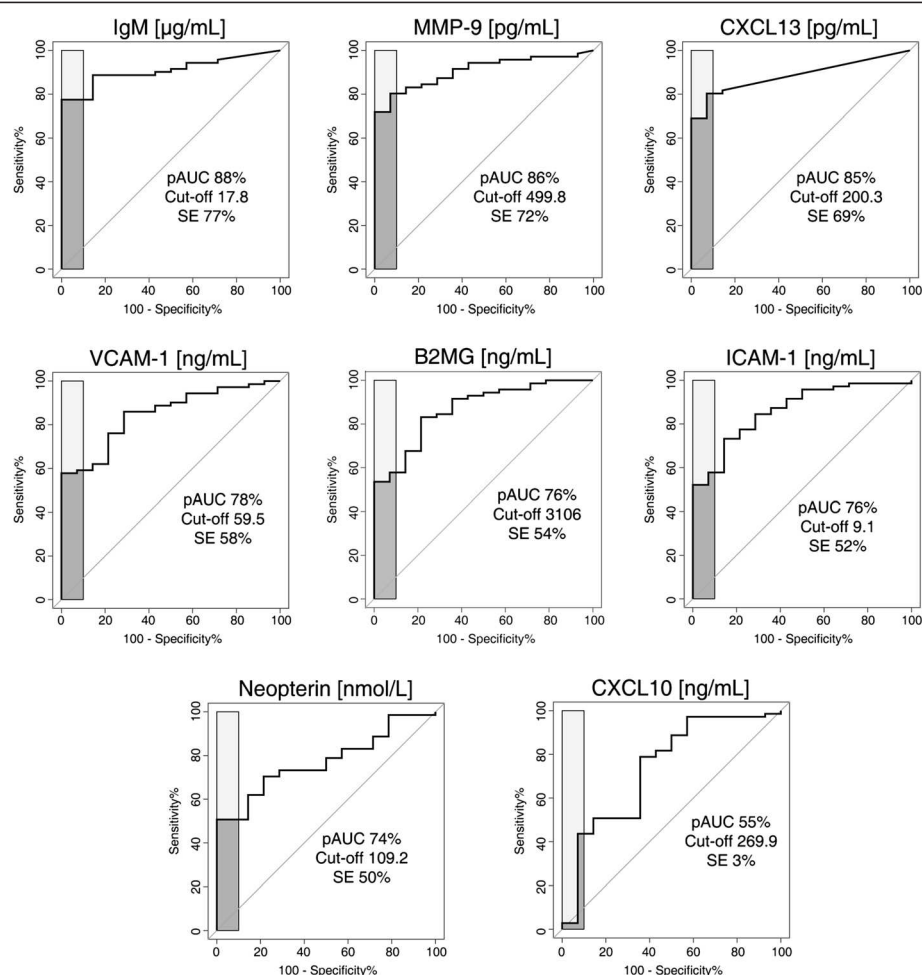 IgM [µg/mL]
Sensitivity%
100
80
60
40
20
0
pAUC 88%
Cut-off 17.8
SE 77%
0 20 40 60 80 100
100 - Specificity%
MMP-9 [pg/mL]
Sensitivity%
100
80
60
40
20
0
pAUC 86%
Cut-off 499.8
SE 72%
0 20 40 60 80 100
100 - Specificity%
CXCL13 [pg/mL]
Sensitivity%
100
80
60
40
20
0
pAUC 85%
Cut-off 200.3
SE 69%
0 20 40 60 80 100
100 - Specificity%
VCAM-1 [ng/mL]
Sensitivity%
100
80
60
40
20
0
pAUC 78%
Cut-off 59.5
SE 58%
0 20 40 60 80 100
100 - Specificity%
B2MG [ng/mL]
Sensitivity%
100
80
60
40
20
0
pAUC 76%
Cut-off 3106
SE 54%
0 20 40 60 80 100
100 - Specificity%
ICAM-1 [ng/mL]
Sensitivity%
100
80
60
40
20
0
pAUC 76%
Cut-off 9.1
SE 52%
0 20 40 60 80 100
100 - Specificity%
Neopterin [nmol/L]
Sensitivity%
100
80
60
40
20
0
pAUC 74%
Cut-off 109.2
SE 50%
0 20 40 60 80 100
100 - Specificity%
CXCL10 [ng/mL]
Sensitivity%
100
80
60
40
20
0
pAUC 55%
Cut-off 269.9
SE 3%
0 20 40 60 80 100
100 - Specificity%